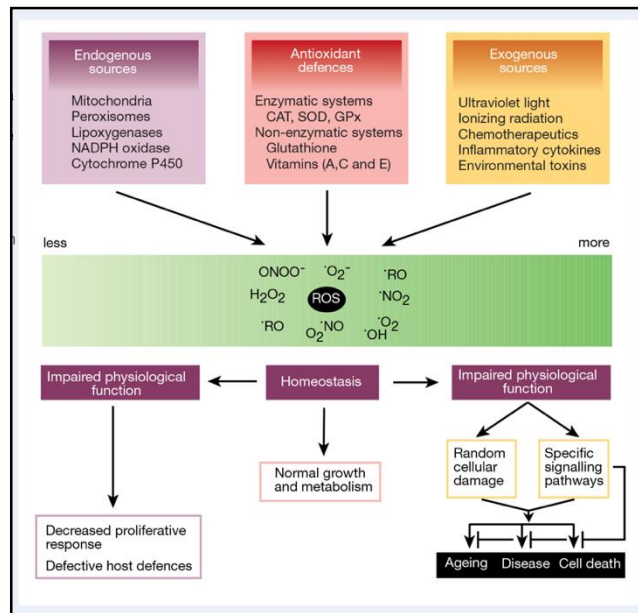 Endogenous
sources
Mitochondria
Peroxisomes
Lipoxygenases
NADPH oxidase
Cytochrome P450
Antioxidant
defences
Enzymatic systems
CAT, SOD, GPx
Non-enzymatic systems
Glutathione
Vitamins (A,C and E)
Exogenous
sources
Ultraviolet light
Ionizing radiation
Chemotherapeutics
Inflammatory cytokines
Environmental toxins
less
more
ONOO⁻ ˙O₂⁻ ˙RO
H₂O₂ ROS ˙NO₂
˙RO O₂˙NO ˙OH ˙O₂
Impaired physiological
function
Homeostasis
Impaired physiological
function
Normal growth
and metabolism
Random
cellular
damage
Specific
signalling
pathways
Decreased proliferative
response
Defective host defences
Ageing Disease Cell death